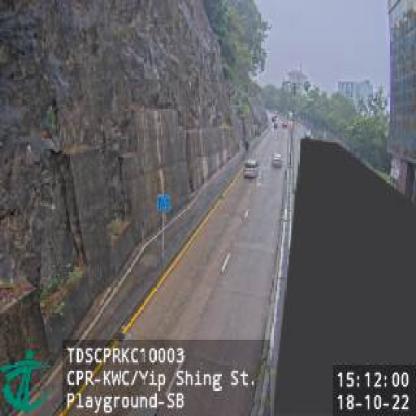 TDSCPRKC10003
CPR-KWC/Yip Shing St.
Playground-SB
15:12:00
18-10-22